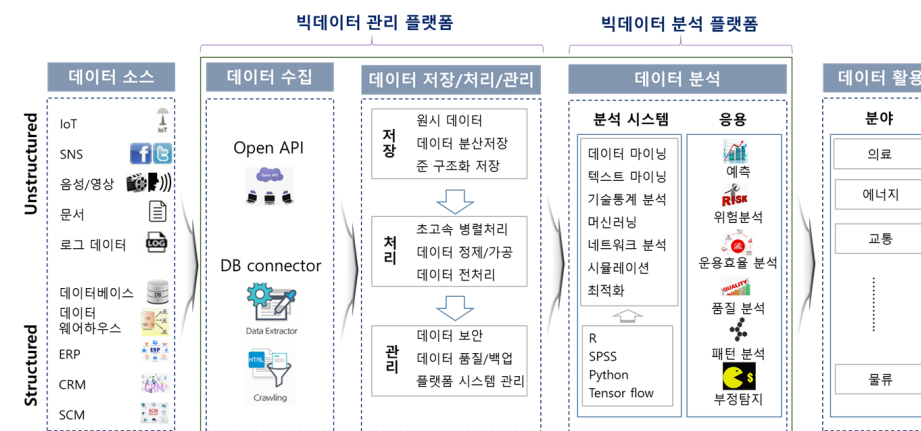 빅데이터 관리 플랫폼
빅데이터 분석 플랫폼
데이터 소스
Unstructured
IoT
IoT
SNS
음성/영상
문서
로그 데이터
LOG
Structured
데이터베이스
DB
데이터
웨어하우스
ERP
ERP
CRM
SCM
SCM
데이터 수집
Open API
Open API
DB connector
Data Extractor
HTML
Crawling
데이터 저장/처리/관리
저장
원시 데이터
데이터 분산저장
준 구조화 저장
처리
초고속 병렬처리
데이터 정제/가공
데이터 전처리
관리
데이터 보안
데이터 품질/백업
플랫폼 시스템 관리
데이터 분석
분석 시스템
데이터 마이닝
텍스트 마이닝
기술통계 분석
머신러닝
네트워크 분석
시뮬레이션
최적화
R
SPSS
Python
Tensor flow
응용
예측
RISK
위험분석
운용효율 분석
QUALITY
품질 분석
패턴 분석
부정탐지
데이터 활용
분야
의료
에너지
교통
물류